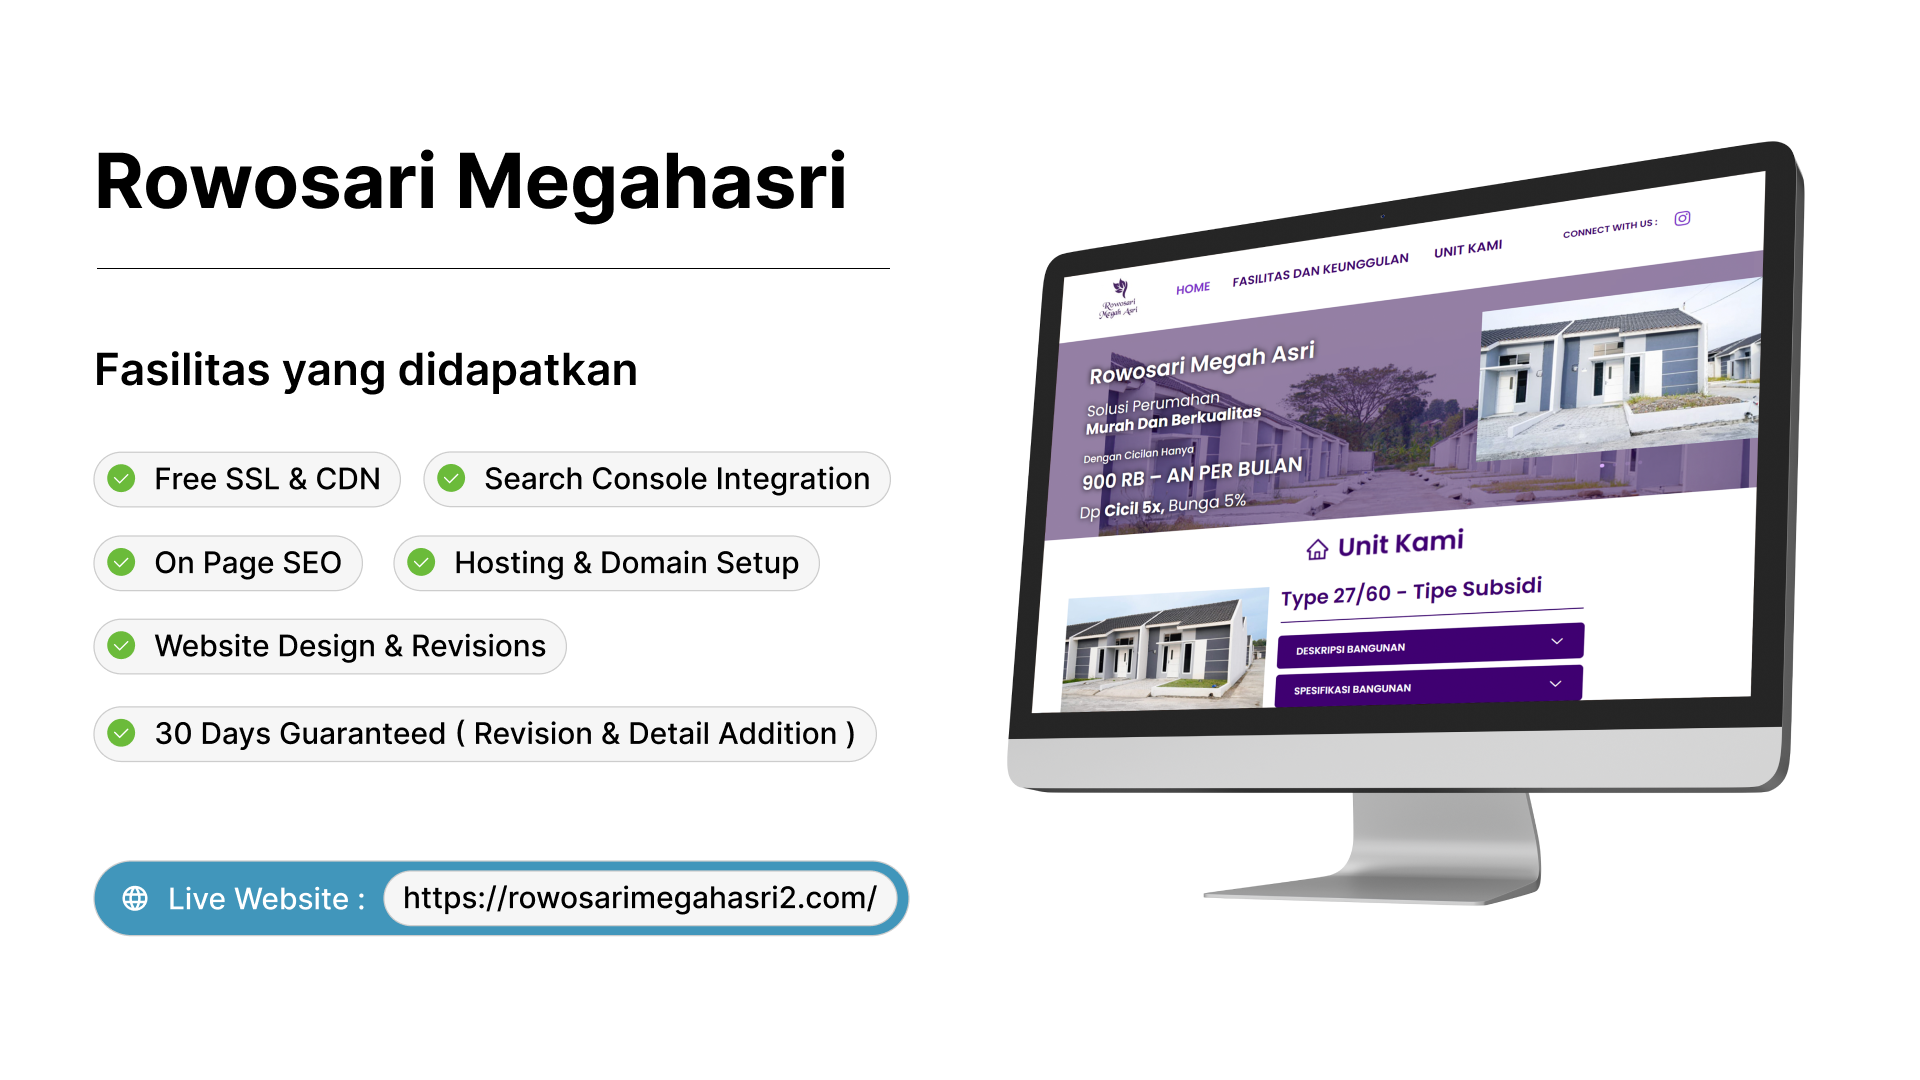 Rowosari Megahasri
Fasilitas yang didapatkan
Free SSL & CDN
Search Console Integration
On Page SEO
Hosting & Domain Setup
Website Design & Revisions
30 Days Guaranteed ( Revision & Detail Addition )
Live Website :
https://rowosarimegahasri2.com/
Rowosari
Megah Asri
HOME
FASILITAS DAN KEUNGGULAN
UNIT KAMI
CONNECT WITH US :
Rowosari Megah Asri
Solusi Perumahan
Murah Dan Berkualitas
Dengan Cicilan Hanya
900 RB – AN PER BULAN
Dp Cicil 5x, Bunga 5%
Unit Kami
Type 27/60 - Tipe Subsidi
DESKRIPSI BANGUNAN
SPESIFIKASI BANGUNAN